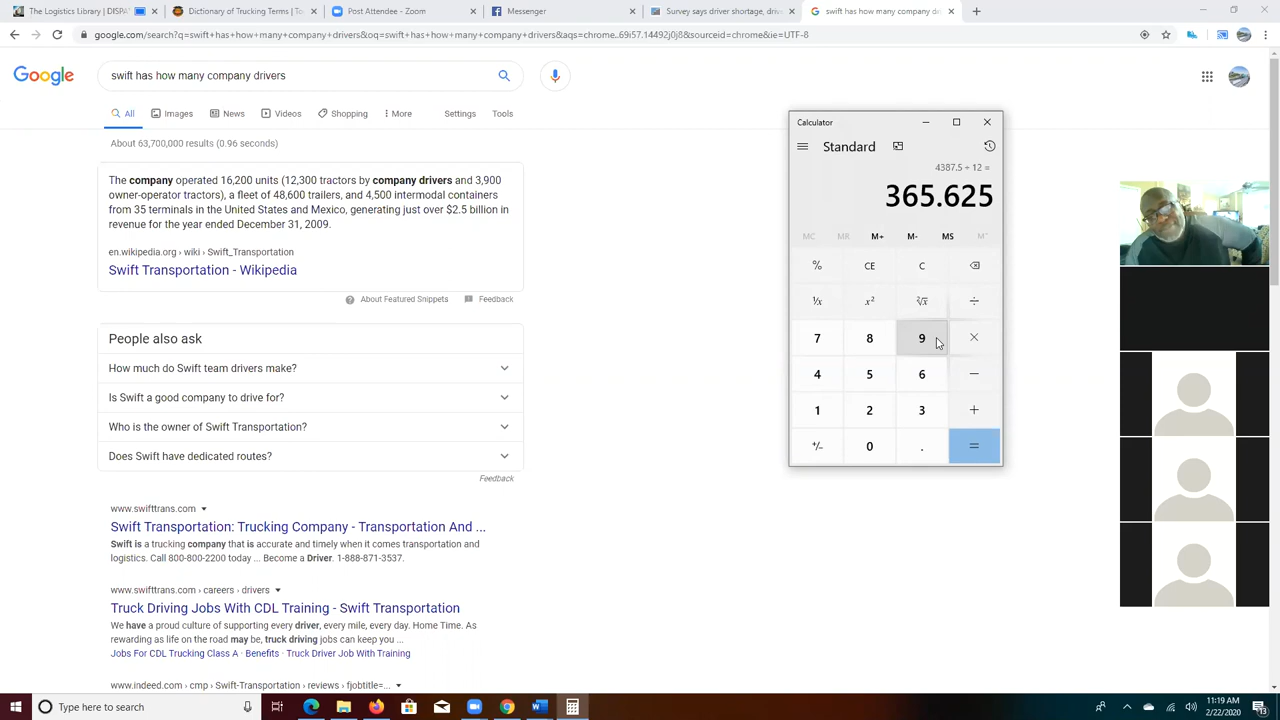 The Logistics Library | DISPA
Dictionary of Trucking Terms | To
Post Attendee - Zoom
Messenger
Survey says driver shortage, driv
swift has how many company dri
google.com/search?q=swift+has+how+many+company+drivers&oq=swift+has+how+many+company+drivers&aqs=chrome..69i57.14492j0j8&sourceid=chrome&ie=UTF-8
Google
swift has how many company drivers
All
Images
News
Videos
Shopping
More
Settings
Tools
About 63,700,000 results (0.96 seconds)
The company operated 16,200 units (12,300 tractors by company drivers and 3,900
owner-operator tractors), a fleet of 48,600 trailers, and 4,500 intermodal containers
from 35 terminals in the United States and Mexico, generating just over $2.5 billion in
revenue for the year ended December 31, 2009.
en.wikipedia.org › wiki › Swift_Transportation
Swift Transportation - Wikipedia
About Featured Snippets
Feedback
People also ask
How much do Swift team drivers make?
Is Swift a good company to drive for?
Who is the owner of Swift Transportation?
Does Swift have dedicated routes?
Feedback
www.swifttrans.com
Swift Transportation: Trucking Company - Transportation And ...
Swift is a trucking company that is accurate and timely when it comes transportation and
logistics. Call 800-800-2200 today ... Become a Driver. 1-888-871-3537.
www.swifttrans.com › careers › drivers
Truck Driving Jobs With CDL Training - Swift Transportation
We have a proud culture of supporting every driver, every mile, every day. Home Time. As
rewarding as life on the road may be, truck driving jobs can keep you ...
Jobs For CDL Trucking Class A · Benefits · Truck Driver Job With Training
www.indeed.com › cmp › Swift-Transportation › reviews › fjobtitle=...
Calculator
Standard
4387.5 ÷ 12 =
365.625
MC MR M+ M- MS M˅
% CE C
¹/x x² ²√x ÷
7 8 9 ×
4 5 6 −
1 2 3 +
+/− 0 . =
Type here to search
11:19 AM
2/22/2020
13